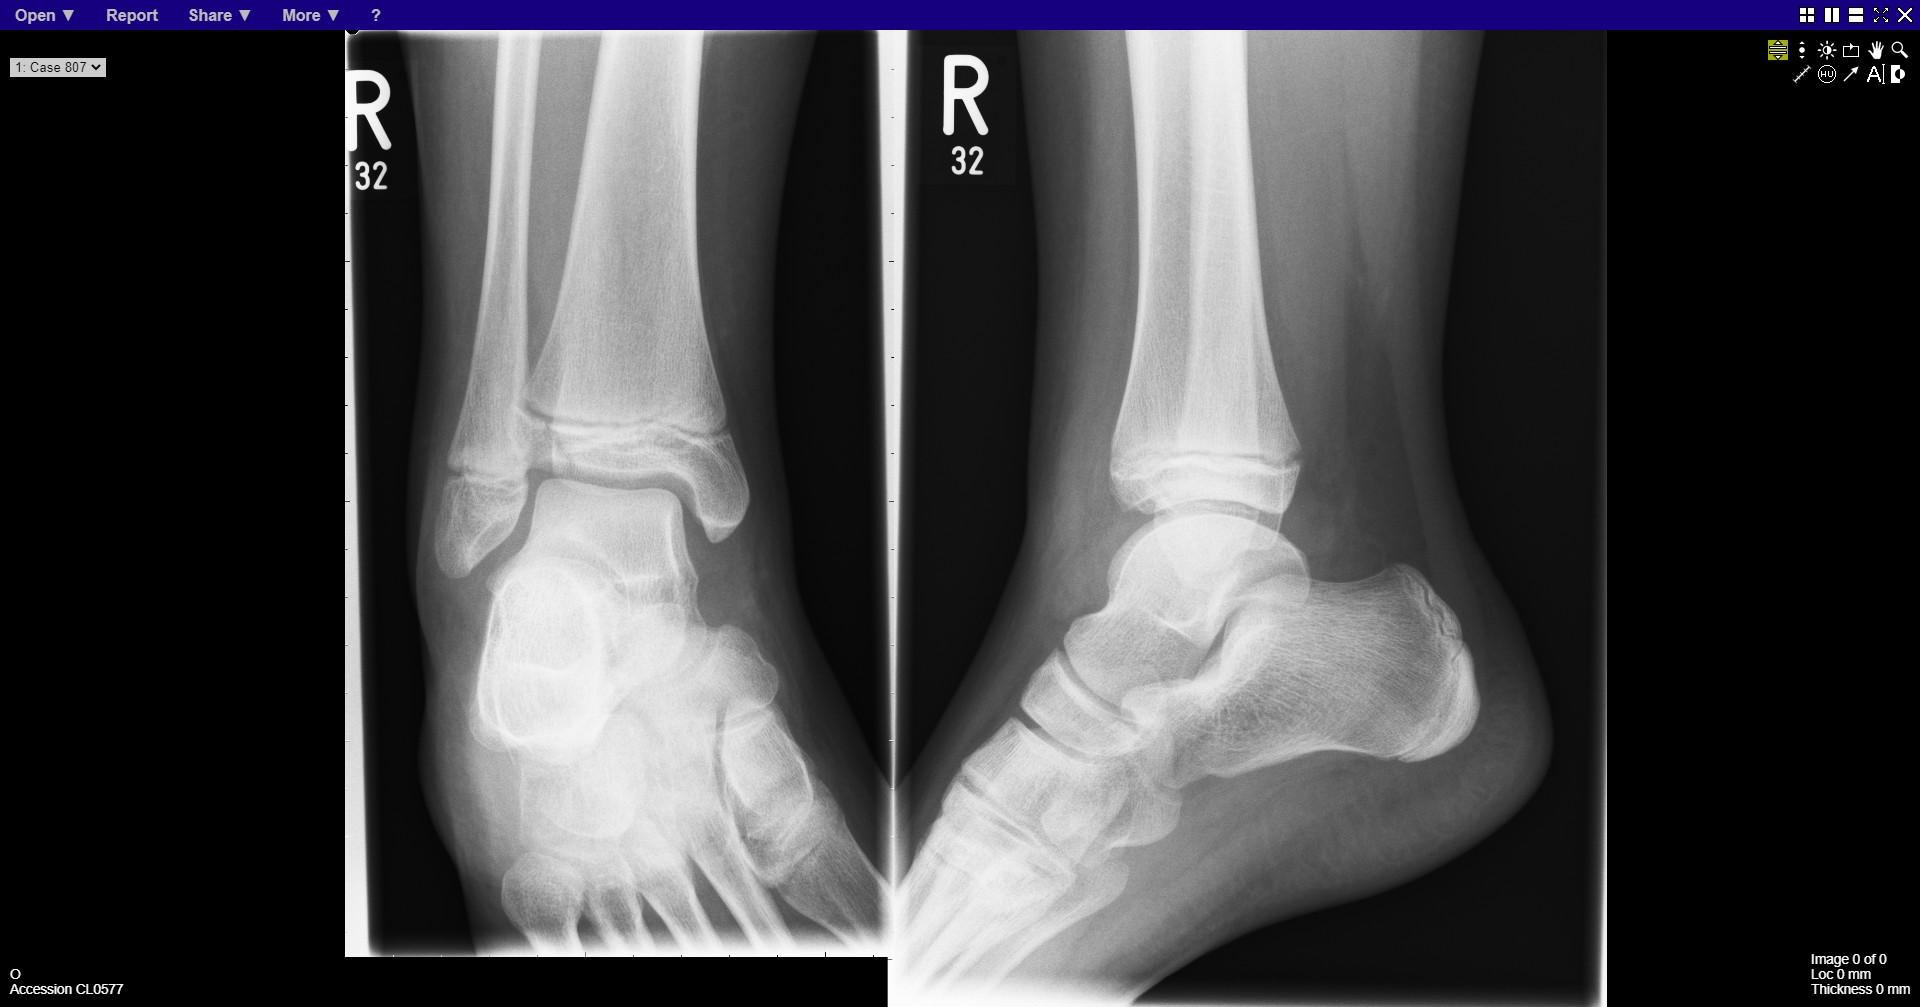 Open ▼ Report Share ▼ More ▼ ?
1: Case 807
R
32
R
32
HU
A
O
Accession CL0577
Image 0 of 0
Loc 0 mm
Thickness 0 mm